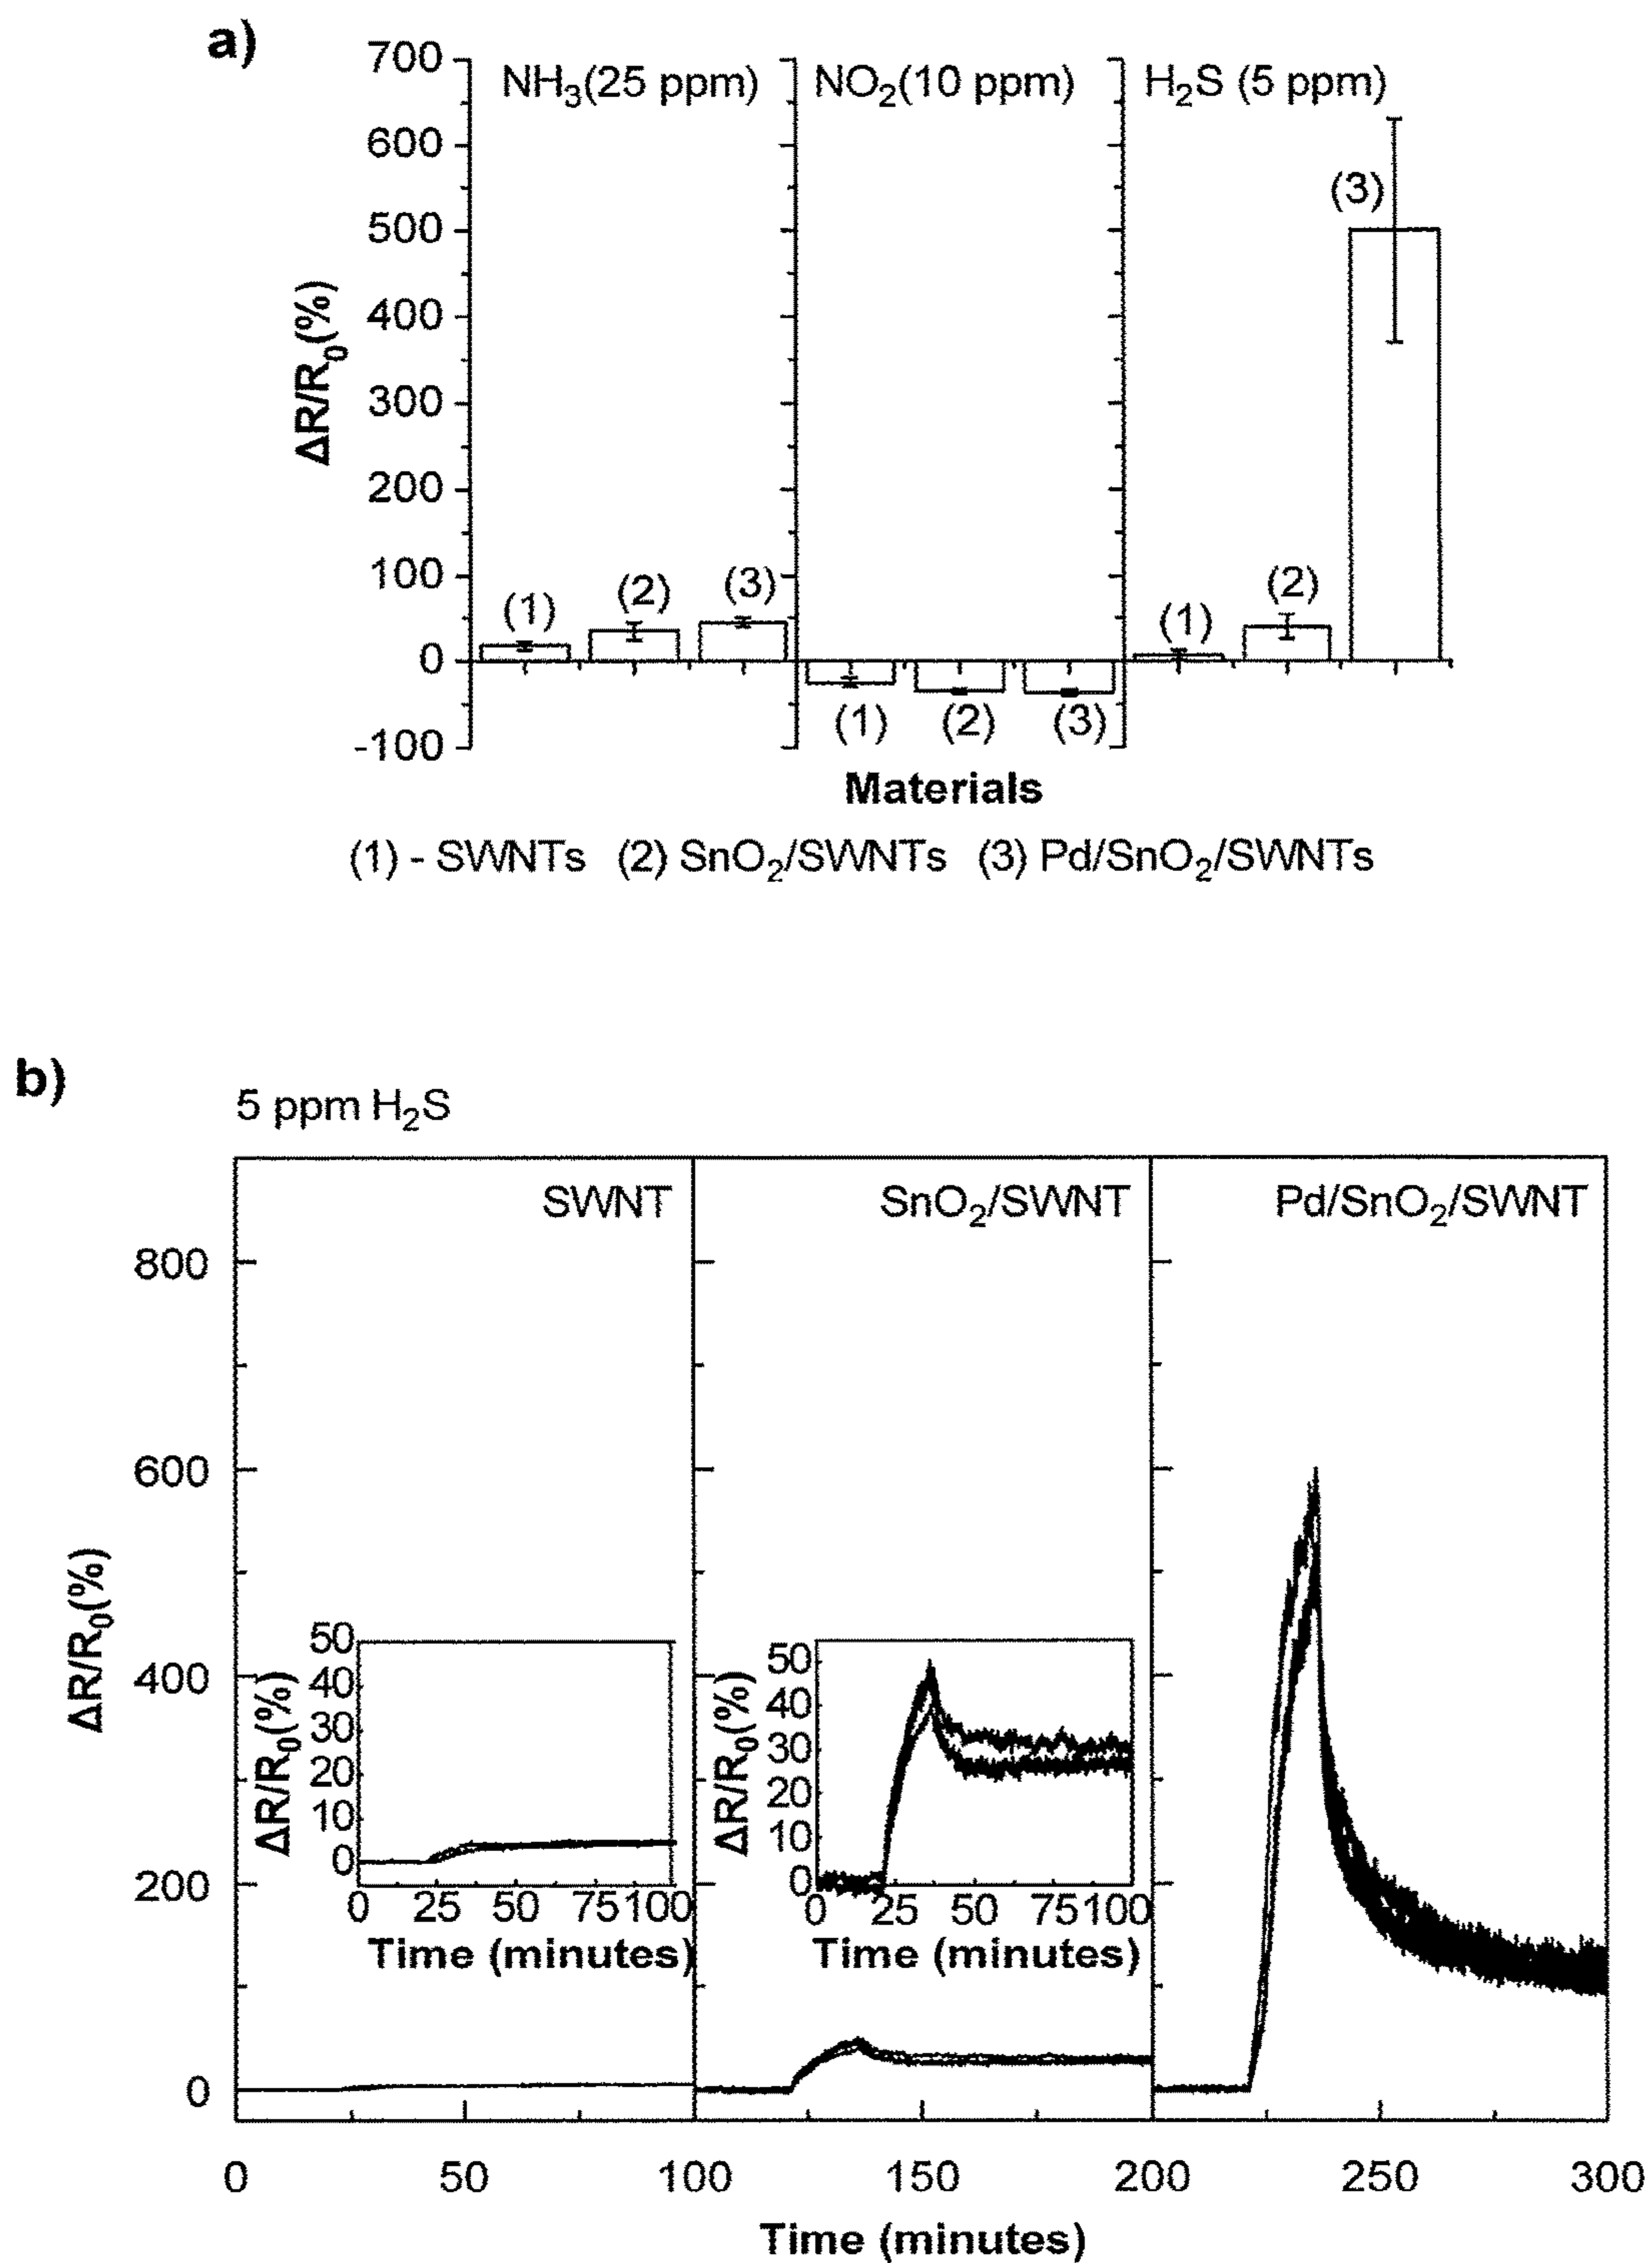 a)
NH₃(25 ppm) NO₂(10 ppm) H₂S (5 ppm)
700
600
500
400
300
200
100
0
-100
ΔR/R₀(%)
(1) (2) (3)
(1) (2) (3)
(1) (2) (3)
Materials
(1) - SWNTs (2) SnO₂/SWNTs (3) Pd/SnO₂/SWNTs
b)
5 ppm H₂S
SWNT SnO₂/SWNT Pd/SnO₂/SWNT
800
600
400
200
0
ΔR/R₀(%)
50
40
30
20
10
0
ΔR/R₀(%)
0 25 50 75 100
Time (minutes)
50
40
30
20
10
0
ΔR/R₀(%)
0 25 50 75 100
Time (minutes)
0 50 100 150 200 250 300
Time (minutes)